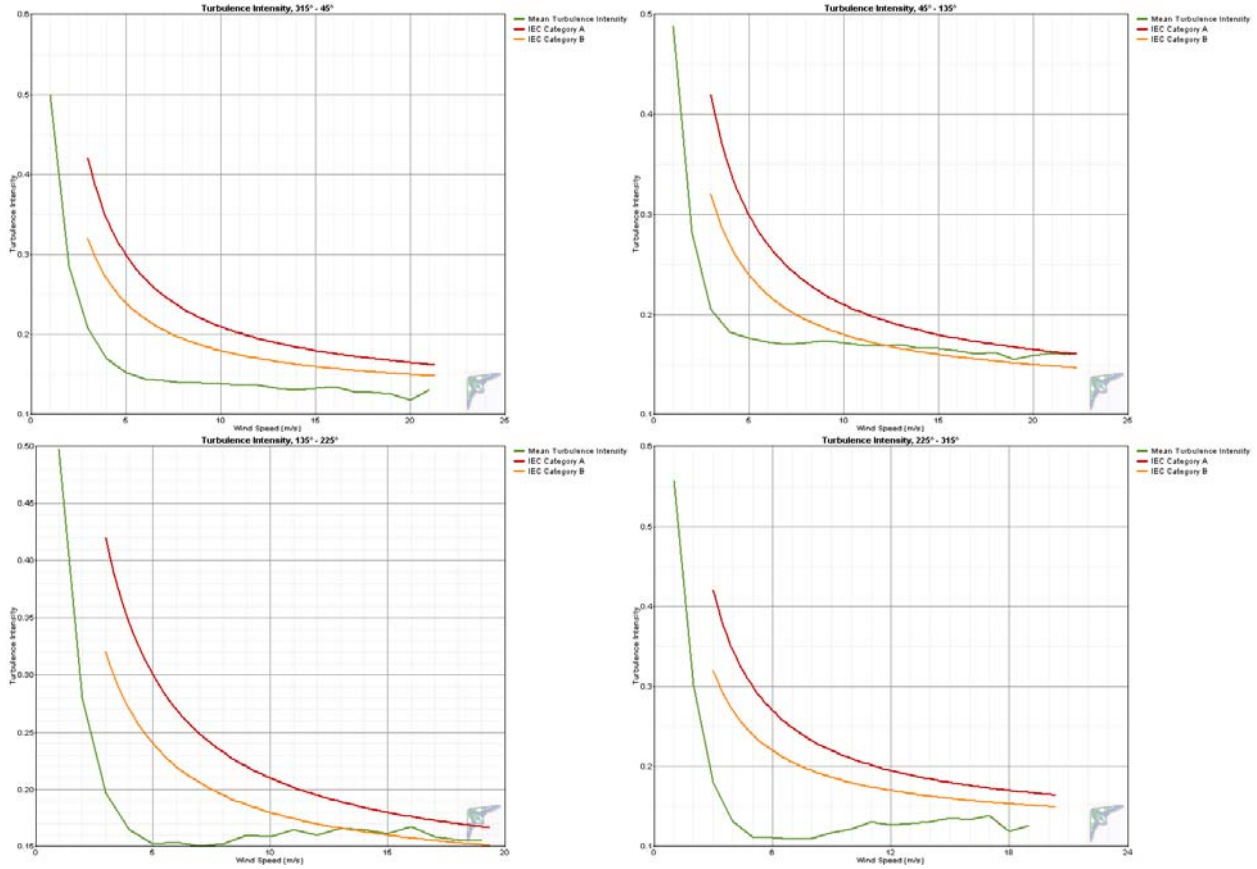 Turbulence Intensity, 315° - 45°
Mean Turbulence Intensity
IEC Category A
IEC Category B
0.6
0.5
0.4
0.3
0.2
0.1
Turbulence Intensity
0
5
10
15
20
25
Wind Speed (m/s)
Turbulence Intensity, 45° - 135°
Mean Turbulence Intensity
IEC Category A
IEC Category B
0.5
0.4
0.3
0.2
0.1
Turbulence Intensity
0
5
10
15
20
25
Wind Speed (m/s)
Turbulence Intensity, 135° - 225°
Mean Turbulence Intensity
IEC Category A
IEC Category B
0.50
0.45
0.40
0.35
0.30
0.25
0.20
0.15
Turbulence Intensity
0
5
10
15
20
Wind Speed (m/s)
Turbulence Intensity, 225° - 315°
Mean Turbulence Intensity
IEC Category A
IEC Category B
0.6
0.5
0.4
0.3
0.2
0.1
Turbulence Intensity
0
6
12
18
24
Wind Speed (m/s)